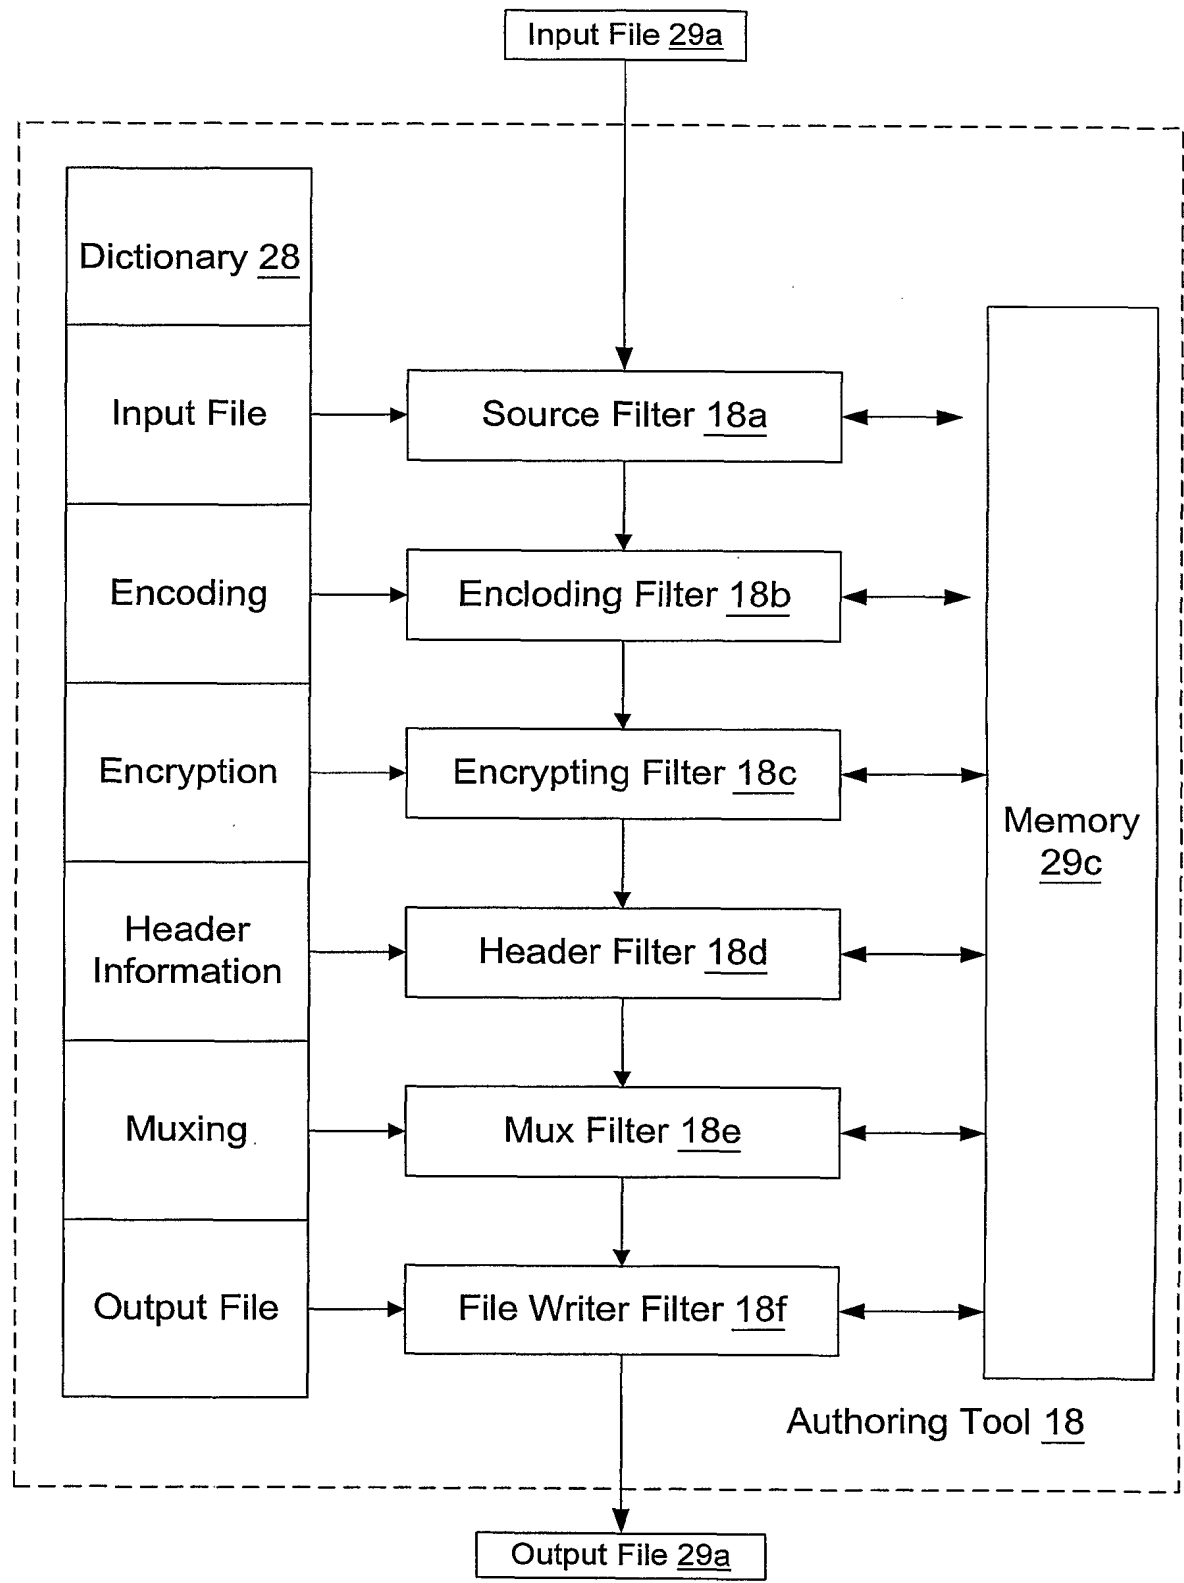 Input File 29a
Dictionary 28
Input File
Source Filter 18a
Encoding
Encloding Filter 18b
Encryption
Encrypting Filter 18c
Memory
29c
Header
Information
Header Filter 18d
Muxing
Mux Filter 18e
Output File
File Writer Filter 18f
Authoring Tool 18
Output File 29a